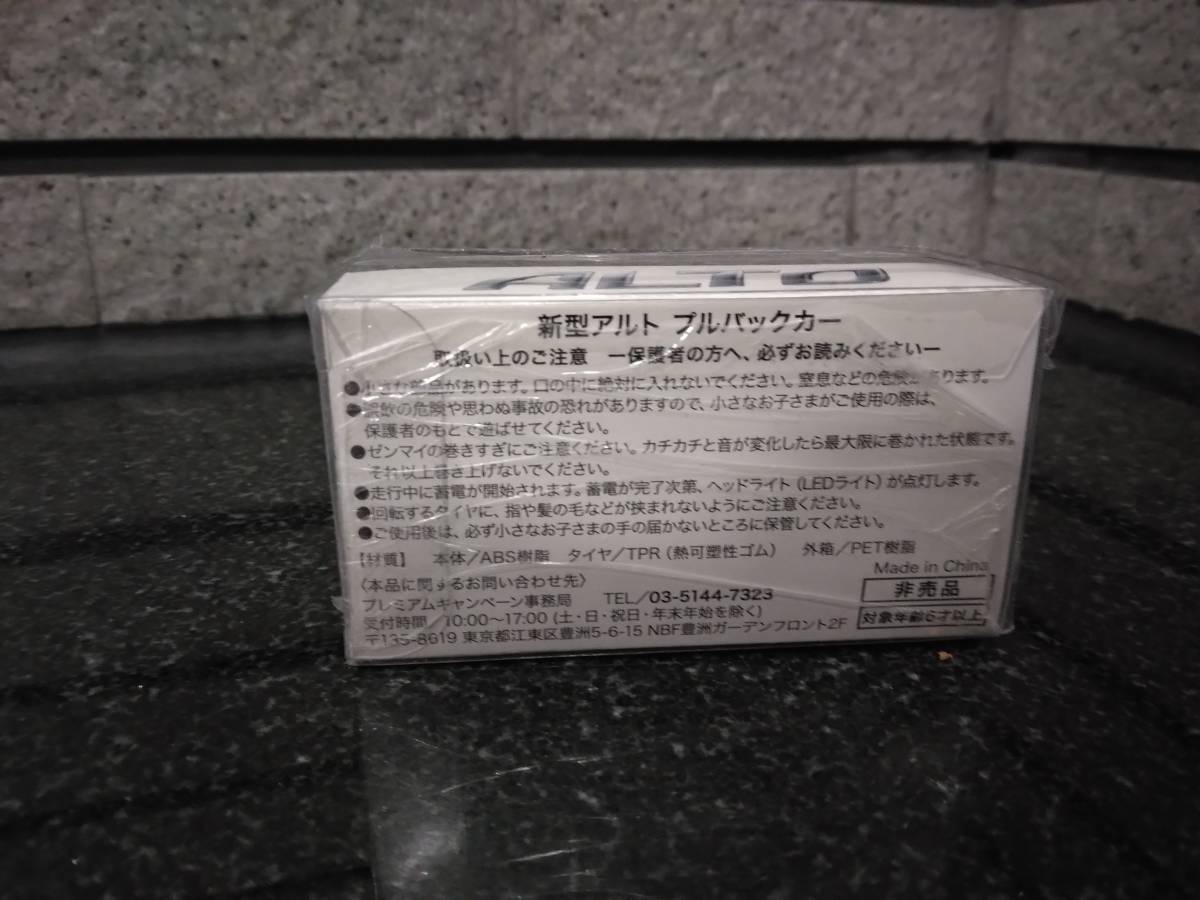 ALTO
新型アルト プルバックカー
取扱い上のご注意 ー保護者の方へ、必ずお読みくださいー
●小さな部品があります。口の中に絶対に入れないでください。窒息などの危険があります。
●誤飲の危険や思わぬ事故の恐れがありますので、小さなお子さまがご使用の際は、
保護者のもとで遊ばせてください。
●ゼンマイの巻きすぎにご注意ください。カチカチと音が変化したら最大限に巻かれた状態です。
それ以上巻き上げないでください。
●走行中に蓄電が開始されます。蓄電が完了次第、ヘッドライト(LEDライト)が点灯します。
●回転するタイヤに、指や髪の毛などが挟まれないようにご注意ください。
●ご使用後は、必ず小さなお子さまの手の届かないところに保管してください。
【材質】 本体/ABS樹脂 タイヤ/TPR(熱可塑性ゴム) 外箱/PET樹脂
Made in China
〈本品に関するお問い合わせ先〉
非売品
プレミアムキャンペーン事務局 TEL/03-5144-7323
受付時間/10:00~17:00(土・日・祝日・年末年始を除く)
対象年齢6才以上
〒135-8619 東京都江東区豊洲5-6-15 NBF豊洲ガーデンフロント2F